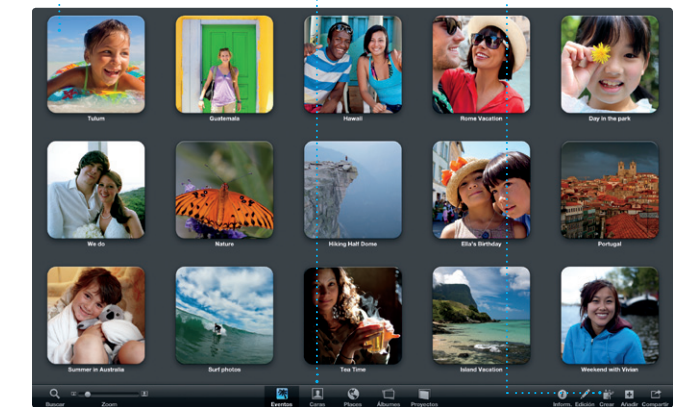 Tulum Guatemala Hawaii Rome Vacation Day in the park
We do Nature Hiking Half Dome Ella's Birthday Portugal
Summer in Australia Surf photos Tea Time Island Vacation Weekend with Vivian
Buscar Zoom Eventos Caras Places Álbumes Proyectos Inform. Edición Crear Añadir Compartir